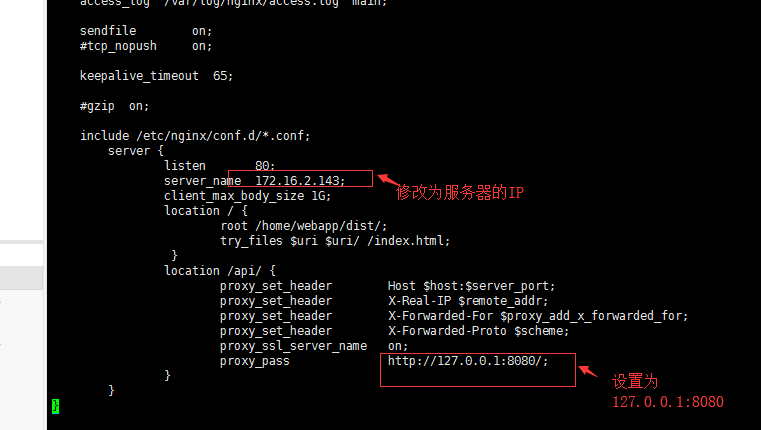 access_log /var/log/nginx/access.log main;
sendfile on;
#tcp_nopush on;
keepalive_timeout 65;
#gzip on;
include /etc/nginx/conf.d/*.conf;
server {
listen 80;
server_name 172.16.2.143;
修改为服务器的IP
client_max_body_size 1G;
location / {
root /home/webapp/dist/;
try_files $uri $uri/ /index.html;
}
location /api/ {
proxy_set_header Host $host:$server_port;
proxy_set_header X-Real-IP $remote_addr;
proxy_set_header X-Forwarded-For $proxy_add_x_forwarded_for;
proxy_set_header X-Forwarded-Proto $scheme;
proxy_ssl_server_name on;
proxy_pass http://127.0.0.1:8080/;
设置为
127.0.0.1:8080
}
}
}